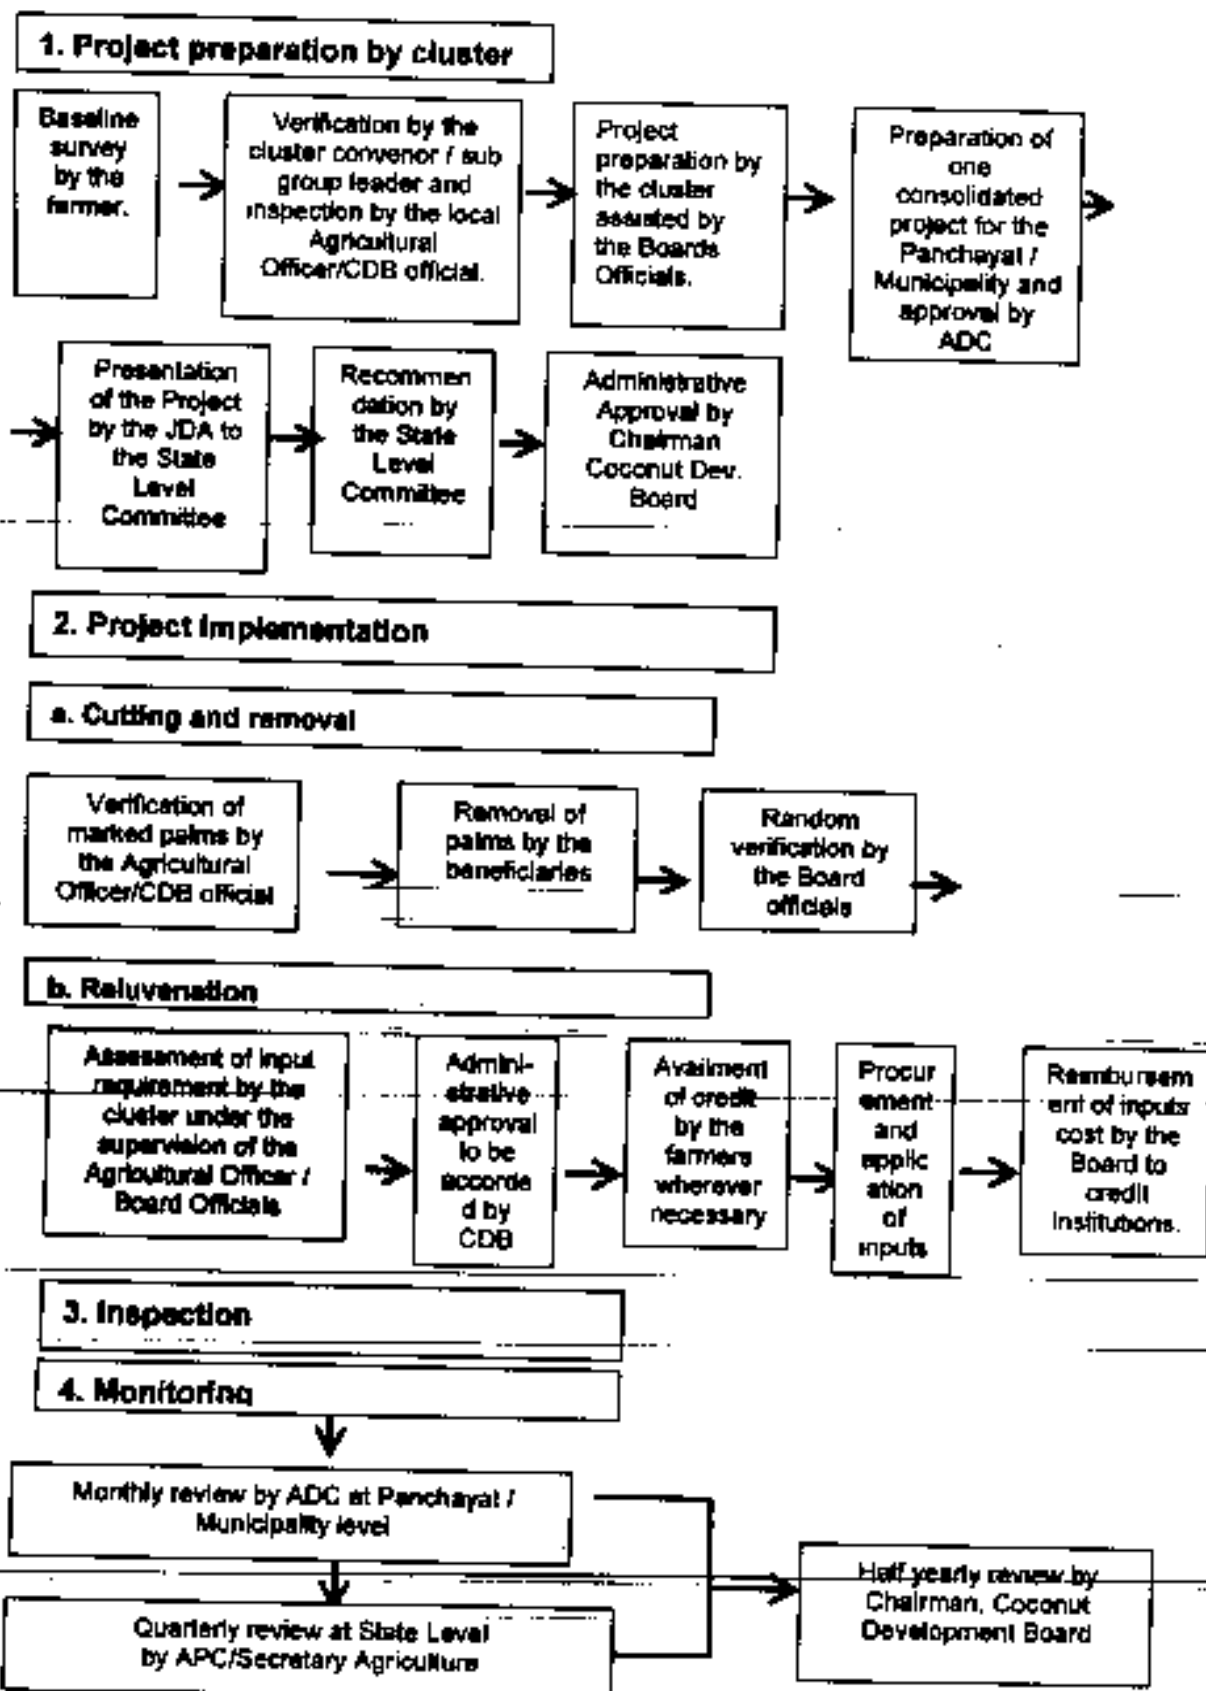 1. Project preparation by cluster
Baseline
survey
by the
farmer.
Verification by the
cluster convenor / sub
group leader and
inspection by the local
Agricultural
Officer/CDB official.
Project
preparation by
the cluster
assisted by
the Boards
Officials.
Preparation of
one
consolidated
project for the
Panchayat /
Municipality and
approval by
ADC
Presentation
of the Project
by the JDA to
the State
Level
Committee
Recommen
dation by
the State
Level
Committee
Administrative
Approval by
Chairman
Coconut Dev.
Board
2. Project implementation
a. Cutting and removal
Verification of
marked palms by
the Agricultural
Officer/CDB official
Removal of
palms by the
beneficiaries
Random
verification by
the Board
officials
b. Rejuvenation
Assessment of input
requirement by the
cluster under the
supervision of the
Agricultural Officer /
Board Officials
Admini-
strative
approval
to be
accorde
d by
CDB
Availment
of credit
by the
farmers
wherever
necessary
Procur
ement
and
applic
ation
of
inputs
Reimbursem
ent of inputs
cost by the
Board to
credit
institutions.
3. Inspection
4. Monitoring
Monthly review by ADC at Panchayat /
Municipality level
Quarterly review at State Level
by APC/Secretary Agriculture
Half yearly review by
Chairman, Coconut
Development Board